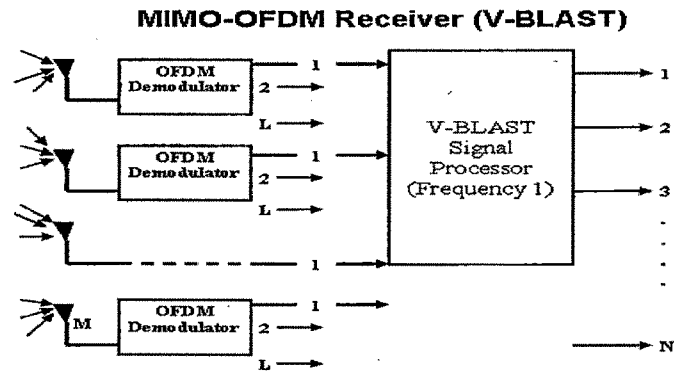 MIMO-OFDM Receiver (V-BLAST)
OFDM
Demodulator
1
2
L
OFDM
Demodulator
1
2
L
1
M
OFDM
Demodulator
1
2
L
V-BLAST
Signal
Processor
(Frequency 1)
1
2
3
N